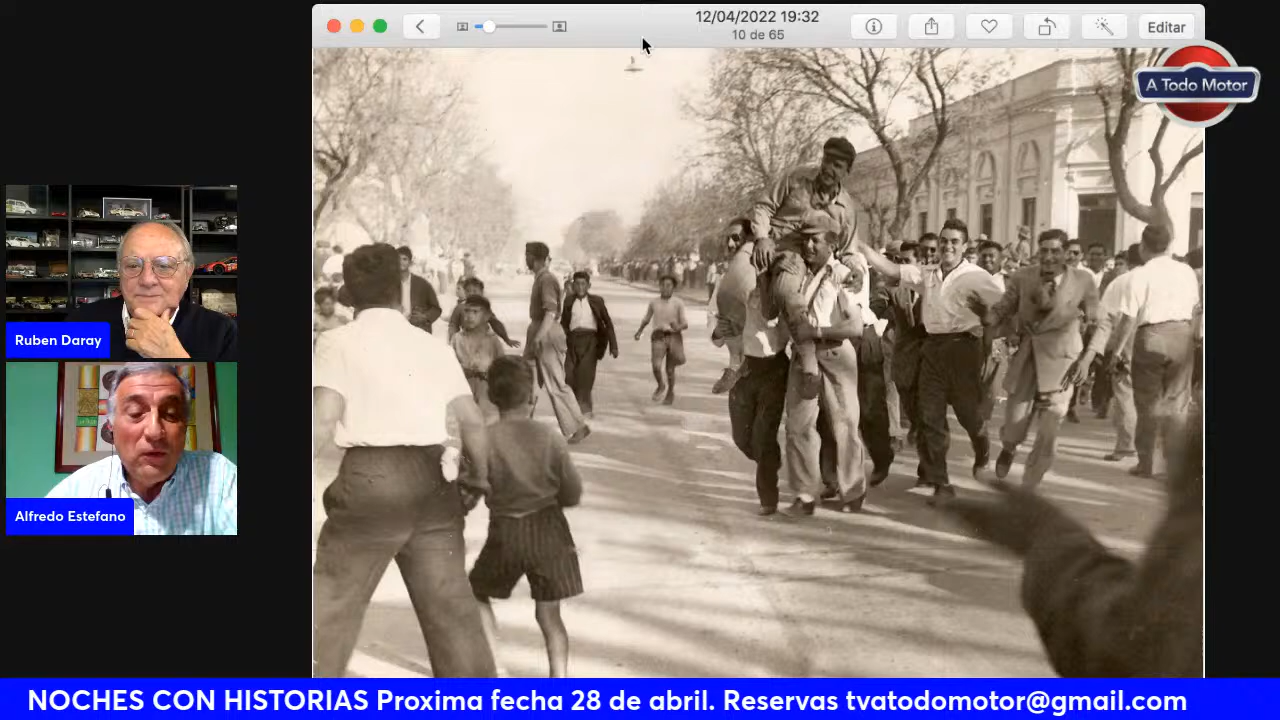 12/04/2022 19:32
10 de 65
Editar
A Todo Motor
Ruben Daray
Alfredo Estefano
NOCHES CON HISTORIAS Proxima fecha 28 de abril. Reservas tvatodomotor@gmail.com